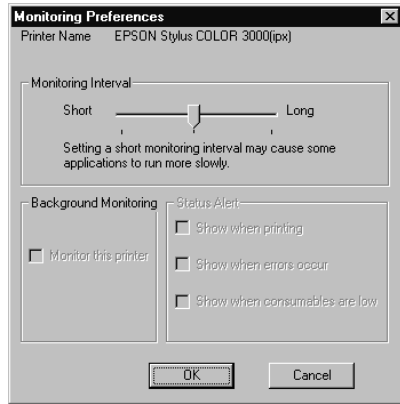 Monitoring Preferences
Printer Name EPSON Stylus COLOR 3000(ipx)
Monitoring Interval
Short Long
Setting a short monitoring interval may cause some
applications to run more slowly.
Background Monitoring
Monitor this printer
Status Alert
Show when printing
Show when errors occur
Show when consumables are low
OK Cancel